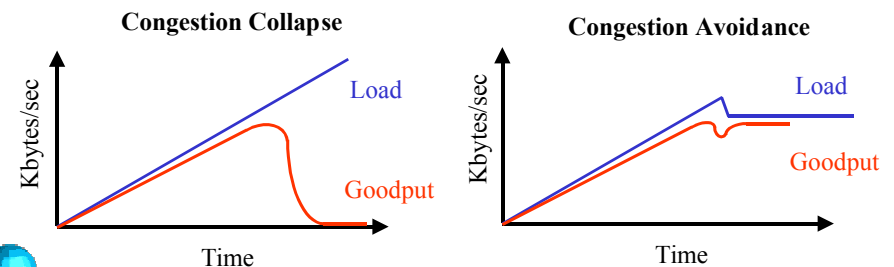 Congestion Collapse
Kbytes/sec
Load
Goodput
Time
Congestion Avoidance
Kbytes/sec
Load
Goodput
Time